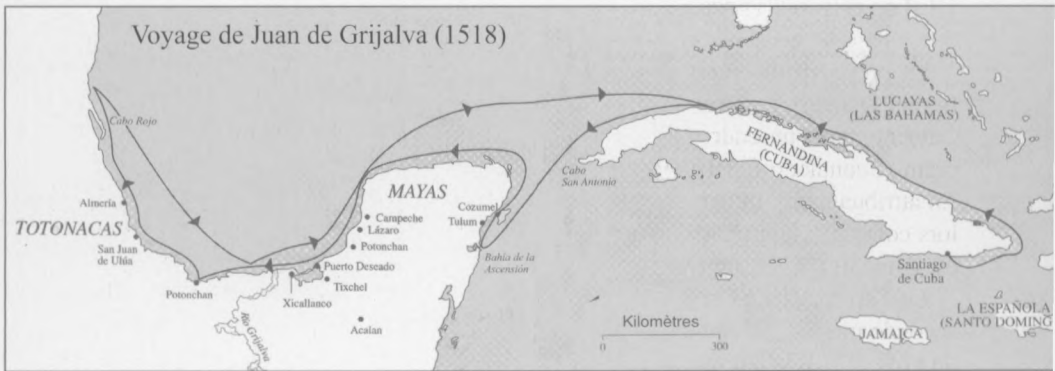 Voyage de Juan de Grijalva (1518)
Cabo Rojo
Almería
TOTONACAS
San Juan
de Ulúa
Potonchan
Río Grijalva
Xicallanco
Puerto Deseado
Tixchel
Acalan
MAYAS
Campeche
Lázaro
Potonchan
Cozumel
Tulum
Bahía de la
Ascensión
Cabo
San Antonio
FERNANDINA
(CUBA)
LUCAYAS
(LAS BAHAMAS)
Santiago
de Cuba
LA ESPAÑOLA
(SANTO DOMING
JAMAICA
Kilomètres
0
300